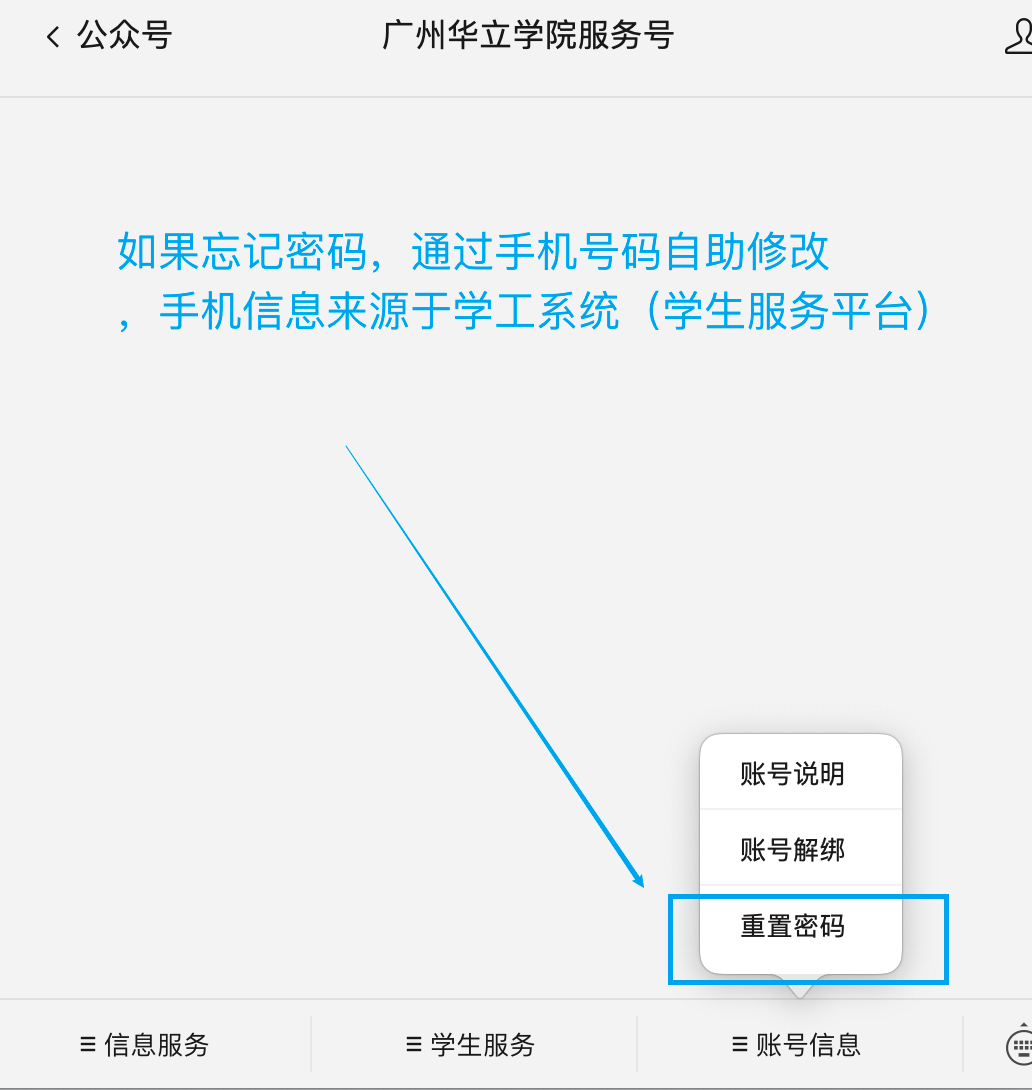 公众号
广州华立学院服务号
如果忘记密码，通过手机号码自助修改
，手机信息来源于学工系统（学生服务平台）
账号说明
账号解绑
重置密码
信息服务
学生服务
账号信息